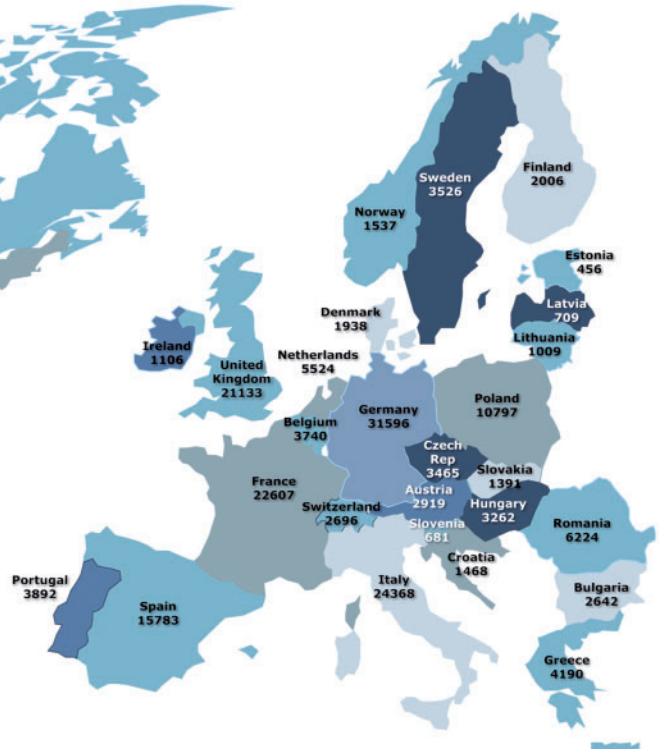 Finland
2006
Sweden
3526
Norway
1537
Estonia
456
Latvia
709
Denmark
1938
Lithuania
1009
Ireland
1106
Netherlands
5524
United
Kingdom
21133
Poland
10797
Germany
31596
Belgium
3740
Czech
Rep
3465
Slovakia
1391
France
22607
Austria
2919
Switzerland
2696
Hungary
3262
Romania
6224
Slovenia
681
Croatia
1468
Portugal
3892
Italy
24368
Bulgaria
2642
Spain
15783
Greece
4190